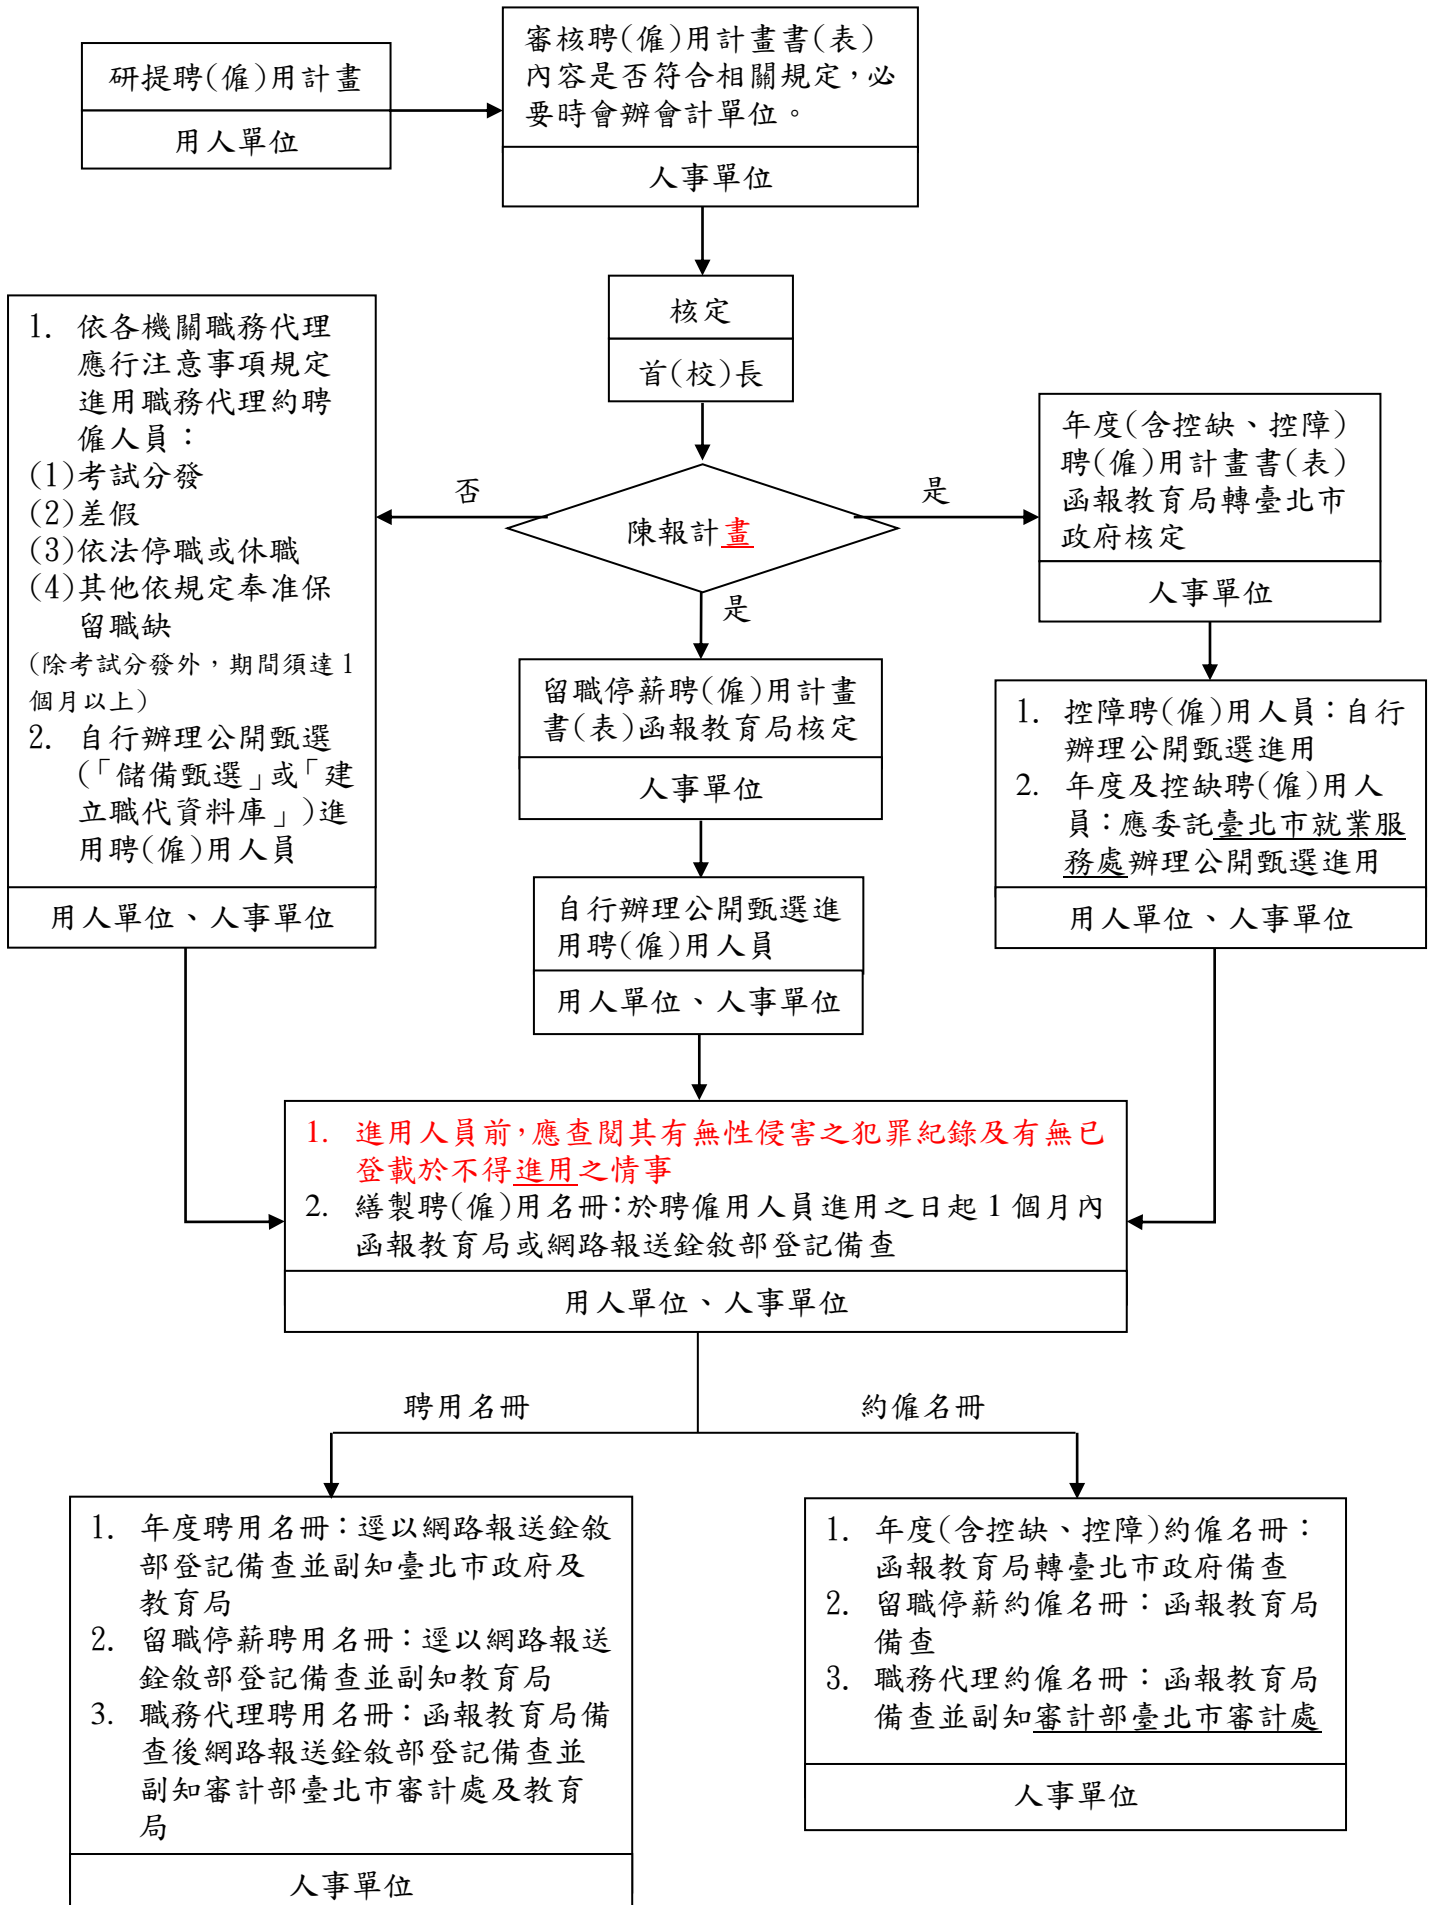 研提聘(僱)用計畫
用人單位
審核聘(僱)用計畫書(表)
內容是否符合相關規定，必
要時會辦會計單位。
人事單位
核定
首(校)長
陳報計畫
否
是
是
1. 依各機關職務代理
應行注意事項規定
進用職務代理約聘
僱人員：
(1)考試分發
(2)差假
(3)依法停職或休職
(4)其他依規定奉准保
留職缺
(除考試分發外，期間須達1
個月以上)
2. 自行辦理公開甄選
(「儲備甄選」或「建
立職代資料庫」)進
用聘(僱)用人員
用人單位、人事單位
留職停薪聘(僱)用計畫
書(表)函報教育局核定
人事單位
自行辦理公開甄選進
用聘(僱)用人員
用人單位、人事單位
年度(含控缺、控障)
聘(僱)用計畫書(表)
函報教育局轉臺北市
政府核定
人事單位
1. 控障聘(僱)用人員：自行
辦理公開甄選進用
2. 年度及控缺聘(僱)用人
員：應委託臺北市就業服
務處辦理公開甄選進用
用人單位、人事單位
1. 進用人員前，應查閱其有無性侵害之犯罪紀錄及有無已
登載於不得進用之情事
2. 繕製聘(僱)用名冊：於聘僱用人員進用之日起1個月內
函報教育局或網路報送銓敘部登記備查
用人單位、人事單位
聘用名冊
約僱名冊
1. 年度聘用名冊：逕以網路報送銓敘
部登記備查並副知臺北市政府及
教育局
2. 留職停薪聘用名冊：逕以網路報送
銓敘部登記備查並副知教育局
3. 職務代理聘用名冊：函報教育局備
查後網路報送銓敘部登記備查並
副知審計部臺北市審計處及教育
局
人事單位
1. 年度(含控缺、控障)約僱名冊：
函報教育局轉臺北市政府備查
2. 留職停薪約僱名冊：函報教育局
備查
3. 職務代理約僱名冊：函報教育局
備查並副知審計部臺北市審計處
人事單位